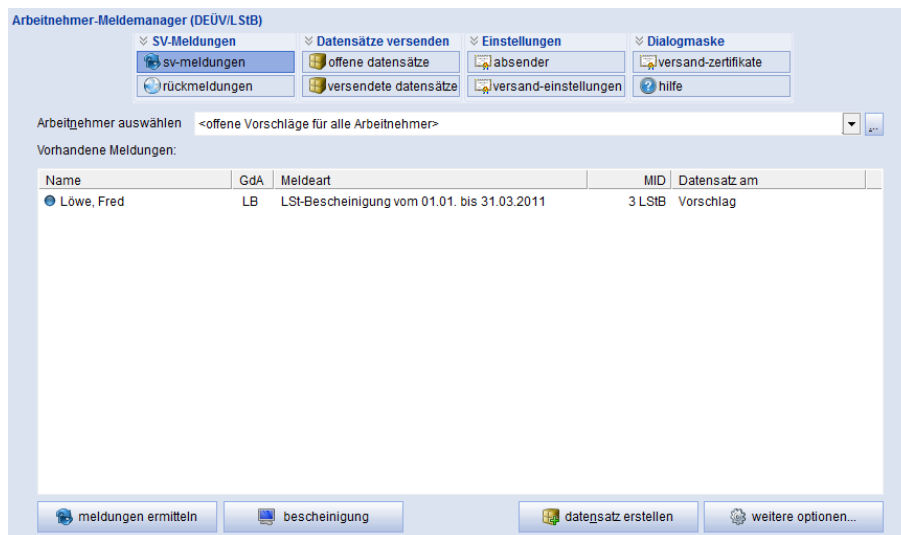 Arbeitnehmer-Meldemanager (DEÜV/LStB)
SV-Meldungen Datensätze versenden Einstellungen Dialogmaske
sv-meldungen offene datensätze absender versand-zertifikate
rückmeldungen versendete datensätze versand-einstellungen hilfe
Arbeitnehmer auswählen <offene Vorschläge für alle Arbeitnehmer> ...
Vorhandene Meldungen:
Name GdA Meldeart MID Datensatz am
Löwe, Fred LB LSt-Bescheinigung vom 01.01. bis 31.03.2011 3 LStB Vorschlag
meldungen ermitteln bescheinigung datensatz erstellen weitere optionen...